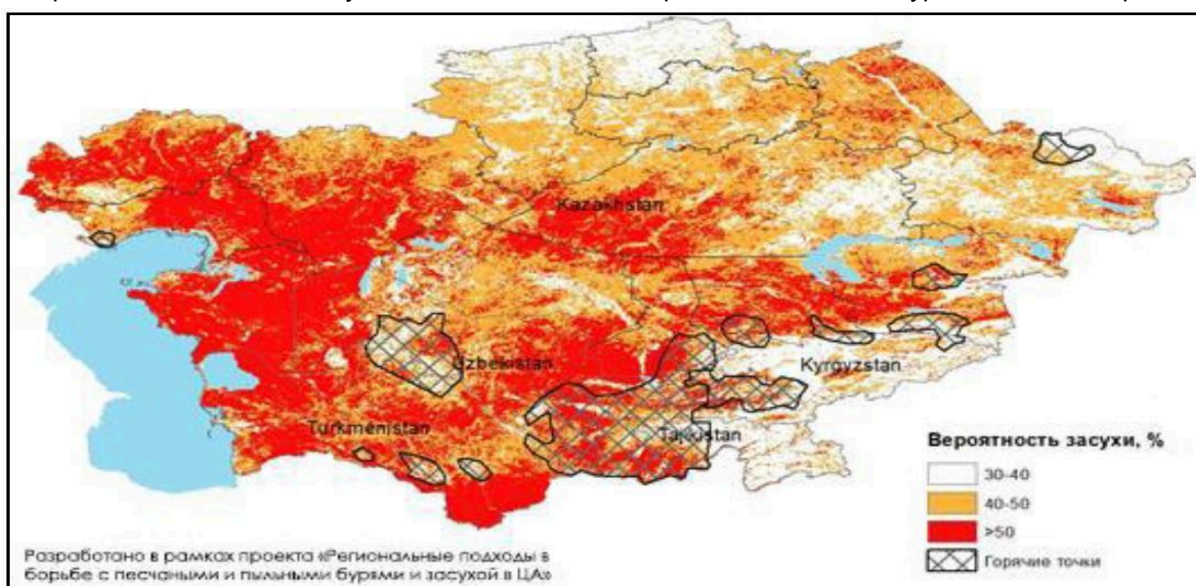 Kazakhstan
Uzbekistan
Kyrgyzstan
Turkmenistan
Tajikistan
Вероятность засухи, %
30-40
40-50
>50
Горячие точки
Разработано в рамках проекта «Региональные подходы в
борьбе с песчаными и пыльными бурями и засухой в ЦА»